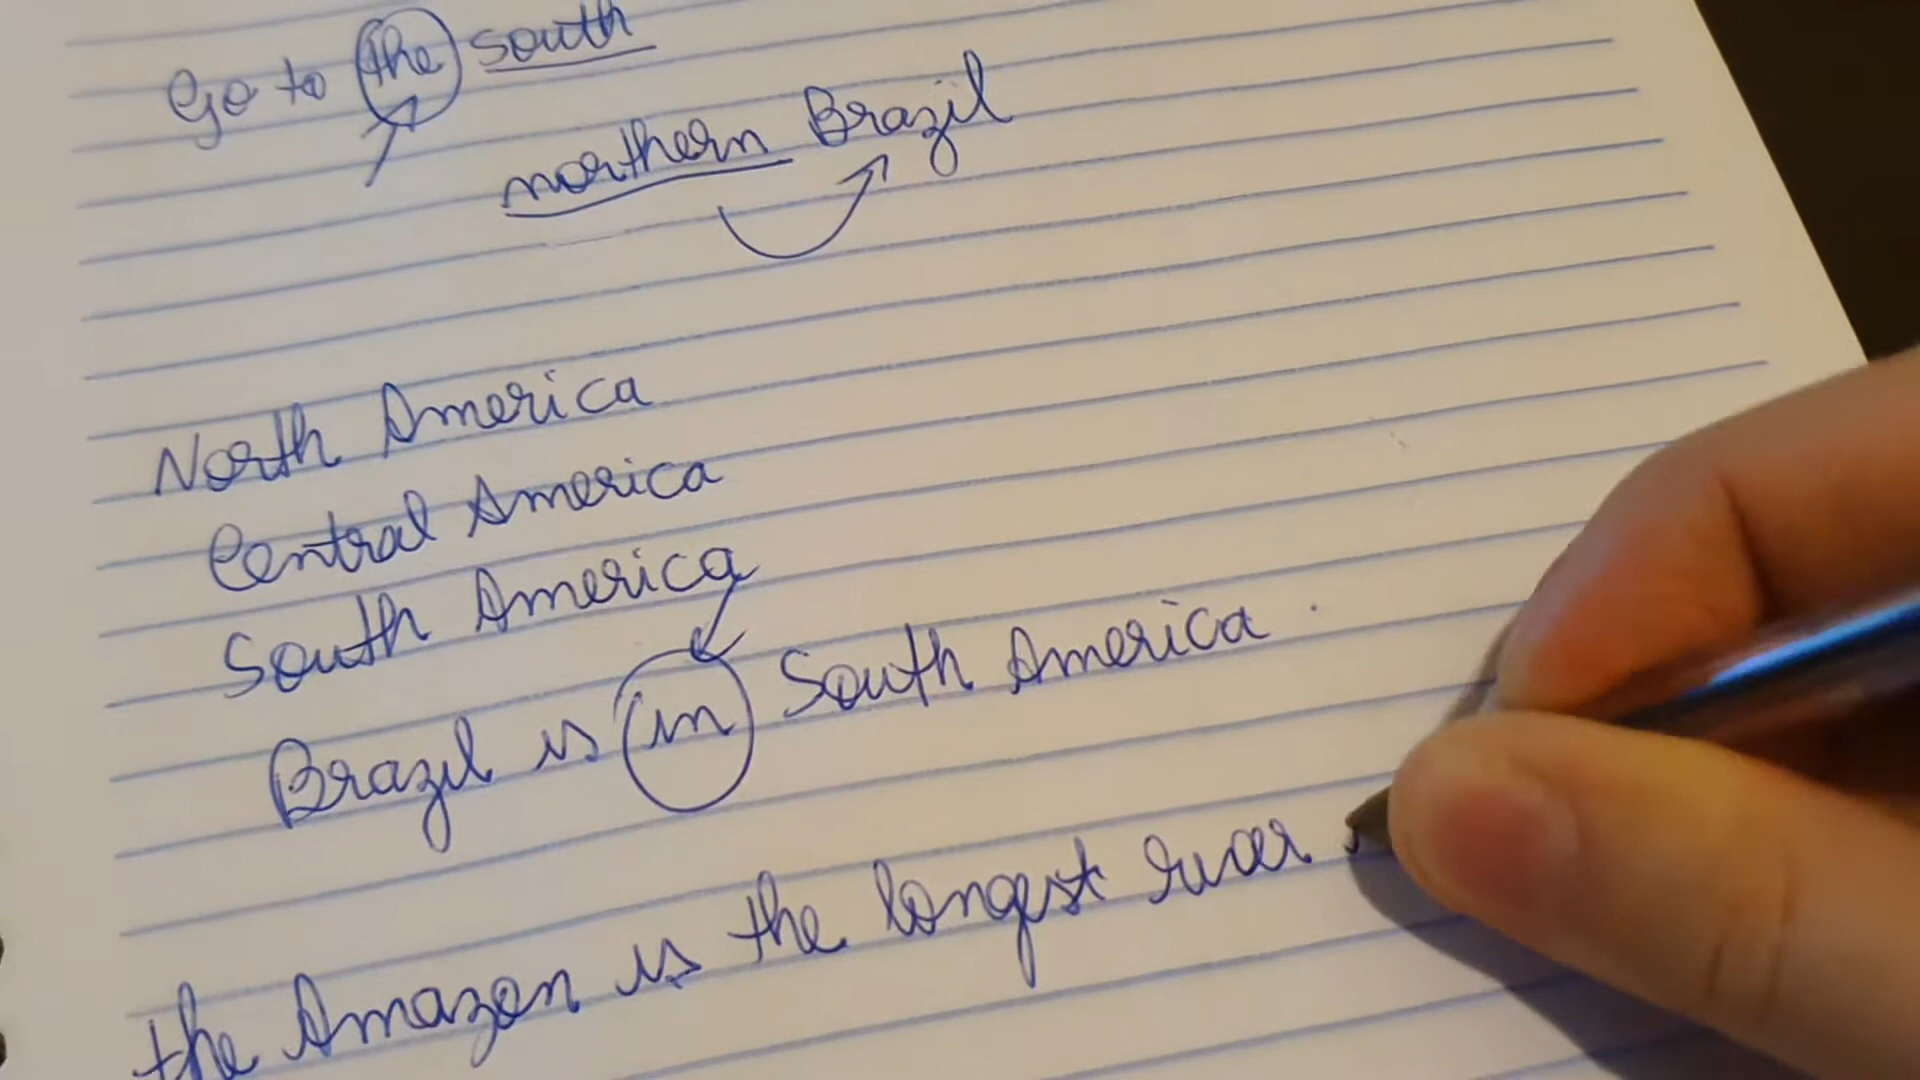 Go to the south
northern Brazil
North America
Central America
South America
Brazil is in South America.
the Amazon is the longest river